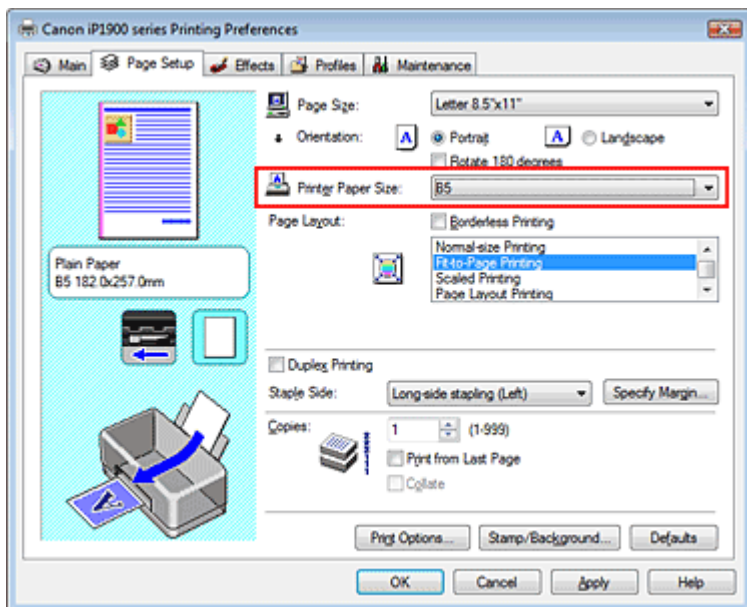 Canon iP1900 series Printing Preferences
Main Page Setup Effects Profiles Maintenance
Page Size: Letter 8.5"x11"
Orientation: A Portrait A Landscape
Rotate 180 degrees
Printer Paper Size: B5
Page Layout: Borderless Printing
Normal-size Printing
Fit-to-Page Printing
Scaled Printing
Page Layout Printing
Plain Paper
B5 182.0x257.0mm
Duplex Printing
Staple Side: Long-side stapling (Left) Specify Margin...
Copies: 1 (1-999)
Print from Last Page
Collate
A
Print Options... Stamp/Background... Defaults
OK Cancel Apply Help